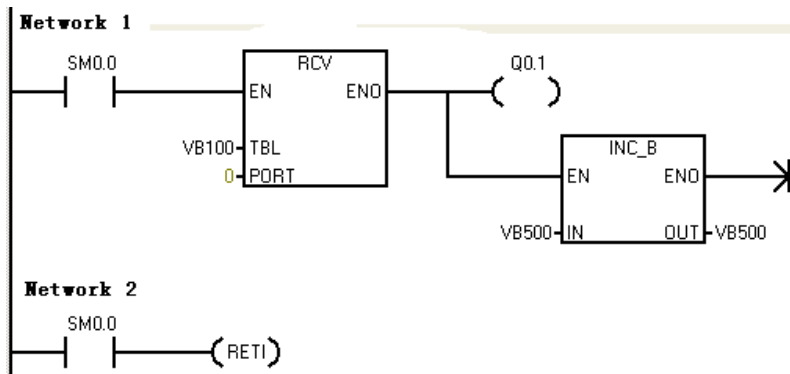 Network 1
SM0.0
RCV
Q0.1
EN ENO
VB100 TBL
0 PORT
INC_B
EN ENO
VB500 IN OUT VB500
Network 2
SM0.0
RETI